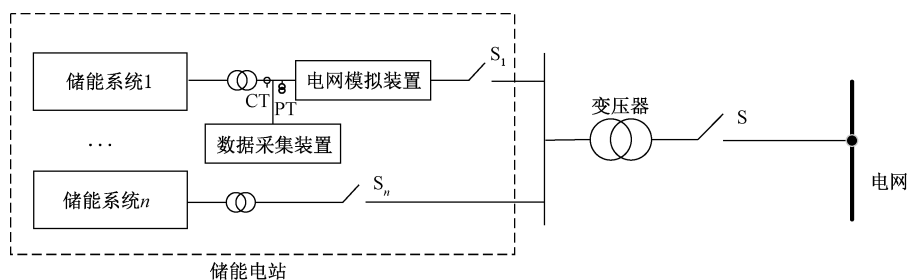 储能系统1
CT
PT
电网模拟装置
S₁
数据采集装置
...
储能系统n
Sₙ
储能电站
变压器
S
电网